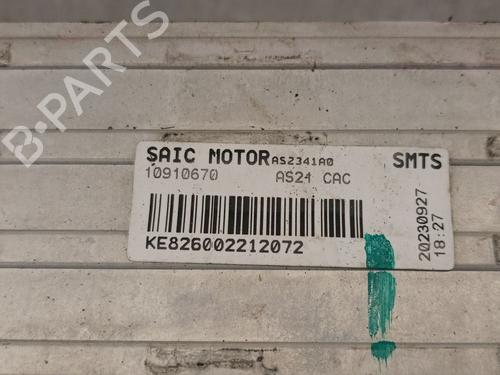 SAIC MOTOR AS2341A0 SMTS
10910670 AS24 CAC
KE826002212072
20230927
18:27
B-PARTS